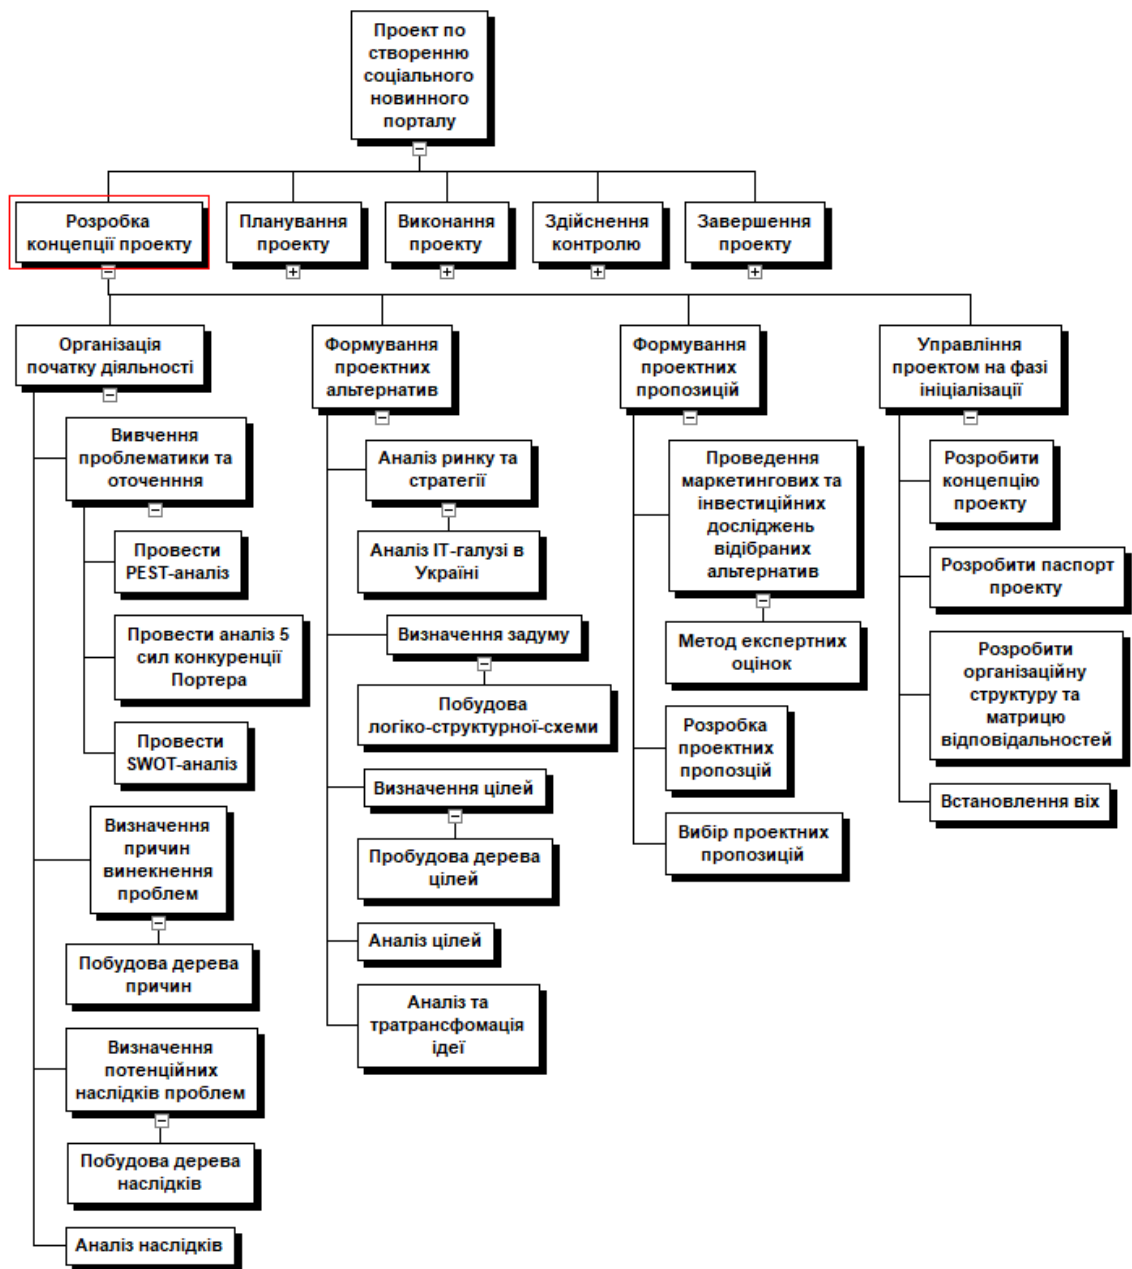 Проект по
створенню
соціального
новинного
порталу
Розробка
концепції проекту
Планування
проекту
Виконання
проекту
Здійснення
контролю
Завершення
проекту
Організація
початку діяльності
Вивчення
проблематики та
оточенння
Провести
PEST-аналіз
Провести аналіз 5
сил конкуренції
Портера
Провести
SWOT-аналіз
Визначення
причин
винекнення
проблем
Побудова дерева
причин
Визначення
потенційних
наслідків проблем
Побудова дерева
наслідків
Аналіз наслідків
Формування
проектних
альтернатив
Аналіз ринку та
стратегії
Аналіз ІТ-галузі в
Україні
Визначення задуму
Побудова
логіко-структурної-схеми
Визначення цілей
Пробудова дерева
цілей
Аналіз цілей
Аналіз та
тратрансфомація
ідеї
Формування
проектних
пропозицій
Проведення
маркетингових та
інвестиційних
досліджень
відібраних
альтернатив
Метод експертних
оцінок
Розробка
проектних
пропозцій
Вибір проектних
пропозицій
Управління
проектом на фазі
ініціалізації
Розробити
концепцію
проекту
Розробити паспорт
проекту
Розробити
організаційну
структуру та
матрицю
відповідальностей
Встановлення віх